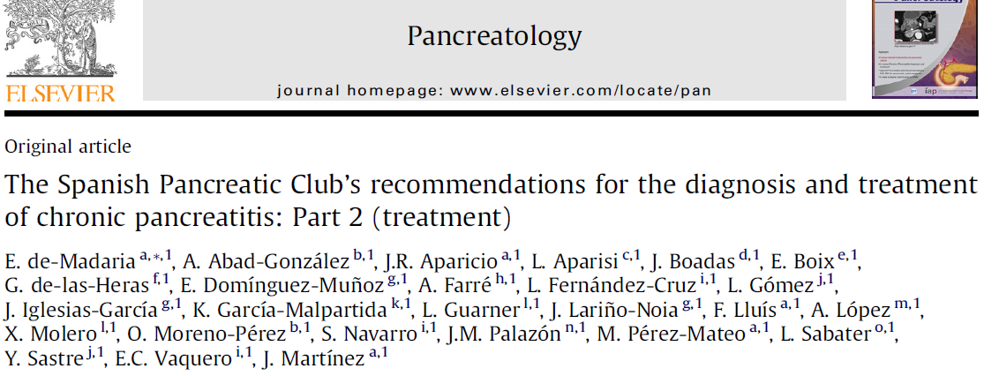 NON SOLUS
Pancreatology
ELSEVIER
journal homepage: www.elsevier.com/locate/pan
Original article
The Spanish Pancreatic Club's recommendations for the diagnosis and treatment
of chronic pancreatitis: Part 2 (treatment)
E. de-Madaria a,*,1, A. Abad-González b,1, J.R. Aparicio a,1, L. Aparisi c,1, J. Boadas d,1, E. Boix e,1,
G. de-las-Heras f,1, E. Domínguez-Muñoz g,1, A. Farré h,1, L. Fernández-Cruz i,1, L. Gómez j,1,
J. Iglesias-García g,1, K. García-Malpartida k,1, L. Guarner l,1, J. Lariño-Noia g,1, F. Lluís a,1, A. López m,1,
X. Molero l,1, O. Moreno-Pérez b,1, S. Navarro i,1, J.M. Palazón n,1, M. Pérez-Mateo a,1, L. Sabater o,1,
Y. Sastre j,1, E.C. Vaquero i,1, J. Martínez a,1